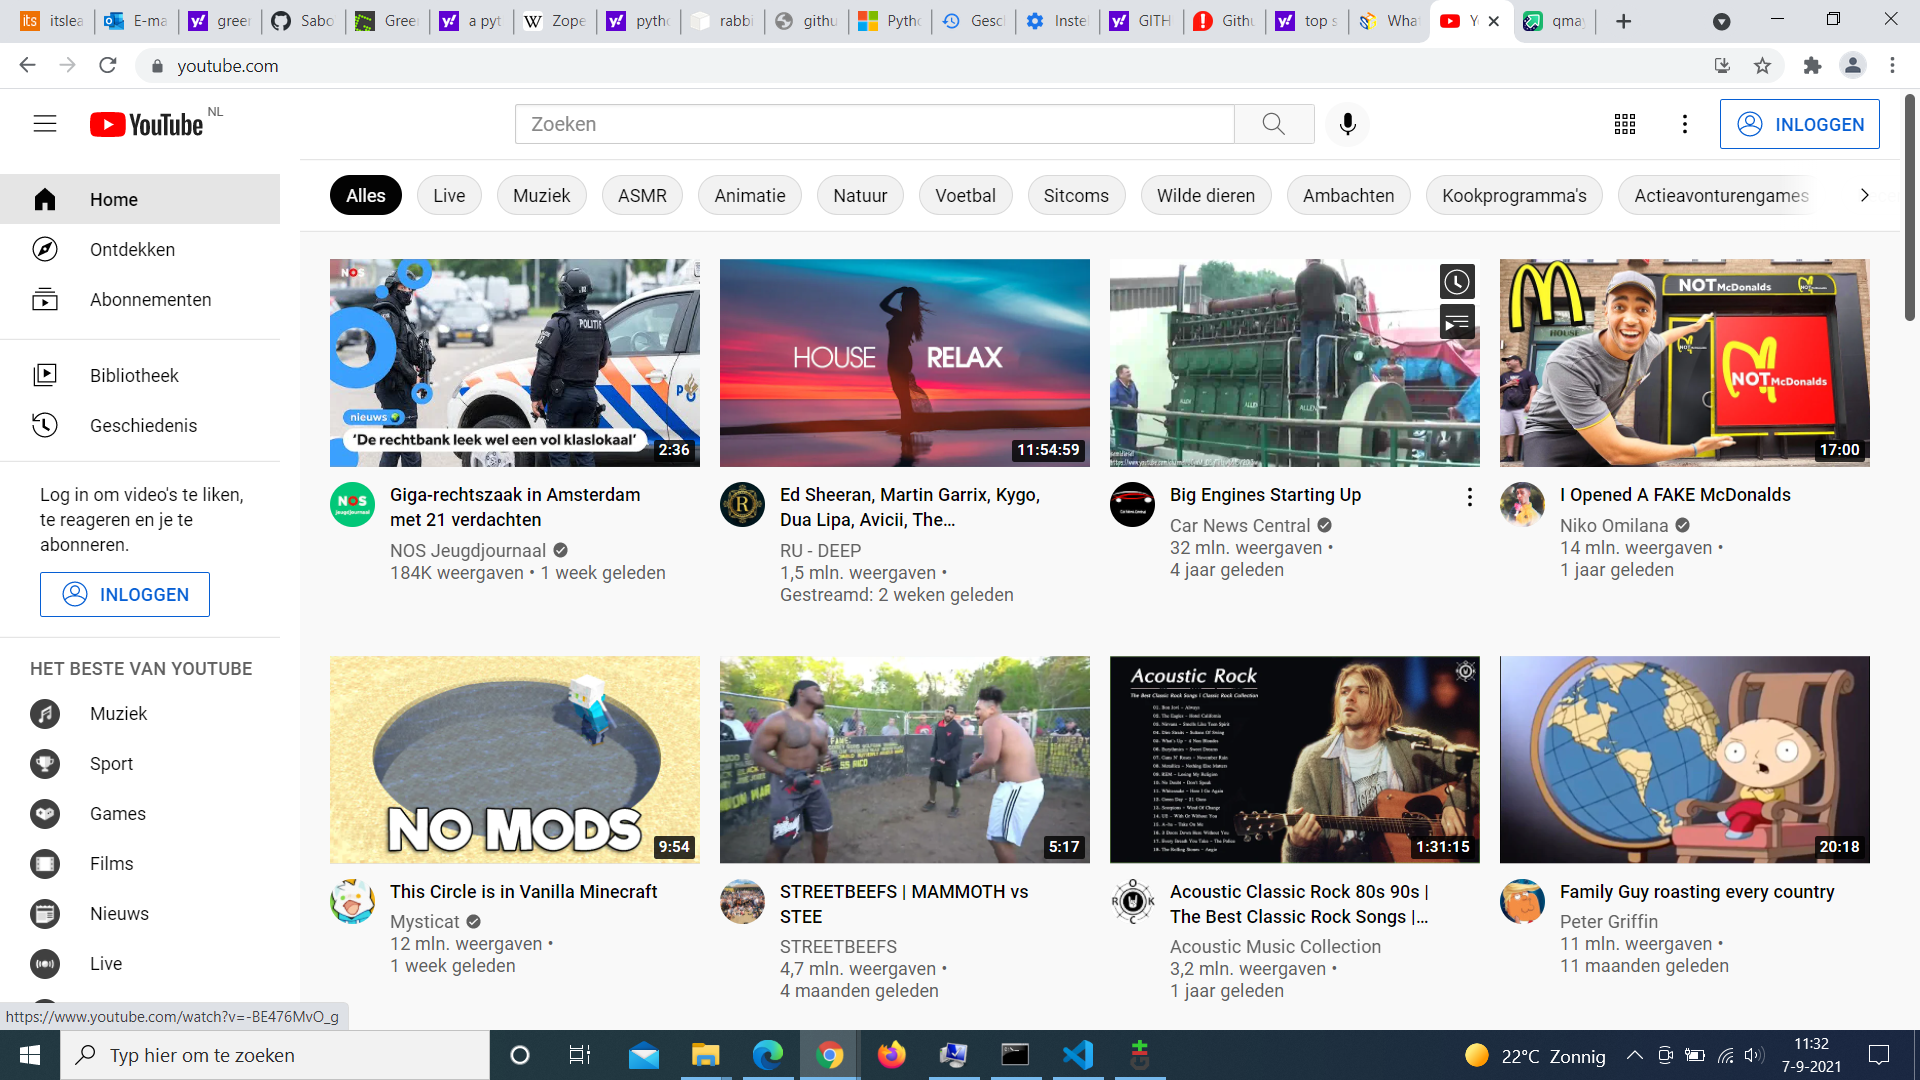 itslea
E-ma
greer
Sabo
Greer
a pyt
Zope
pytho
rabbi
githu
Pytho
Gesc
Instel
GITH
Githu
top s
What
Y
qma
youtube.com
YouTube NL
Zoeken
INLOGGEN
Home
Ontdekken
Abonnementen
Bibliotheek
Geschiedenis
Log in om video's te liken,
te reageren en je te
abonneren.
INLOGGEN
HET BESTE VAN YOUTUBE
Muziek
Sport
Games
Films
Nieuws
Live
Alles
Live
Muziek
ASMR
Animatie
Natuur
Voetbal
Sitcoms
Wilde dieren
Ambachten
Kookprogramma's
Actieavonturengames
NOS
POLITIE
nieuws
'De rechtbank leek wel een vol klaslokaal'
2:36
Giga-rechtszaak in Amsterdam
met 21 verdachten
NOS Jeugdjournaal
184K weergaven • 1 week geleden
HOUSE RELAX
11:54:59
Ed Sheeran, Martin Garrix, Kygo,
Dua Lipa, Avicii, The...
RU - DEEP
1,5 mln. weergaven •
Gestreamd: 2 weken geleden
ALLEN
ALLEN
Big Engines Starting Up
Car News Central
32 mln. weergaven •
4 jaar geleden
NOT McDonalds
HOUSE
NOT McDonalds
17:00
I Opened A FAKE McDonalds
Niko Omilana
14 mln. weergaven •
1 jaar geleden
NO MODS
9:54
This Circle is in Vanilla Minecraft
Mysticat
12 mln. weergaven •
1 week geleden
5:17
STREETBEEFS | MAMMOTH vs
STEE
STREETBEEFS
4,7 mln. weergaven •
4 maanden geleden
Acoustic Rock
The Best Classic Rock Songs | Classic Rock Collection
1:31:15
Acoustic Classic Rock 80s 90s |
The Best Classic Rock Songs |...
Acoustic Music Collection
3,2 mln. weergaven •
1 jaar geleden
20:18
Family Guy roasting every country
Peter Griffin
11 mln. weergaven •
11 maanden geleden
https://www.youtube.com/watch?v=-BE476MvO_g
Typ hier om te zoeken
22°C Zonnig
11:32
7-9-2021